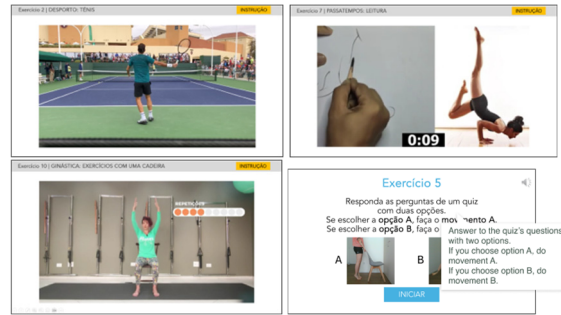 Exercício 2 | DESPORTO: TÉNIS
INSTRUÇÃO
Exercício 7 | PASSATEMPOS: LEITURA
INSTRUÇÃO
0:09
Exercício 10 | GINÁSTICA: EXERCÍCIOS COM UMA CADEIRA
INSTRUÇÃO
REPETIÇÕES
Exercício 5
Responda as perguntas de um quiz
com duas opções.
Se escolher a opção A, faça o movimento A.
Se escolher a opção B, faça o
Answer to the quiz's questions
with two options.
If you choose option A, do
movement A.
If you choose option B, do
movement B.
A
B
INICIAR